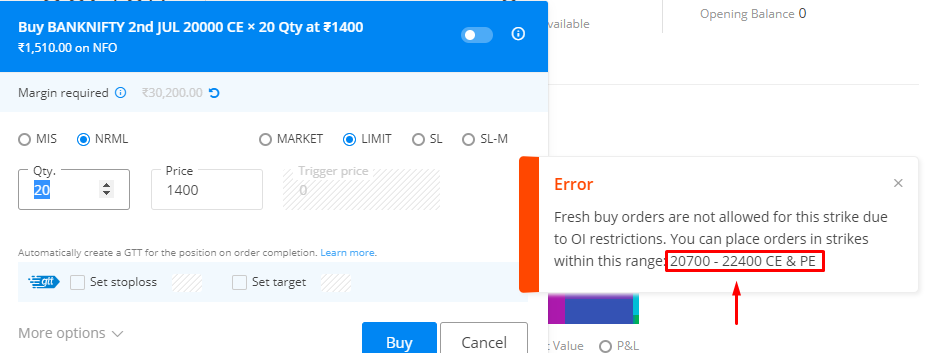 Buy BANKNIFTY 2nd JUL 20000 CE × 20 Qty at ₹1400
₹1,510.00 on NFO
Margin required ₹30,200.00
MIS NRML MARKET LIMIT SL SL-M
Qty. Price Trigger price
20 1400 0
Automatically create a GTT for the position on order completion. Learn more.
gtt Set stoploss Set target
More options Buy Cancel
vailable
Opening Balance 0
Error
Fresh buy orders are not allowed for this strike due
to OI restrictions. You can place orders in strikes
within this range: 20700 - 22400 CE & PE
Value P&L